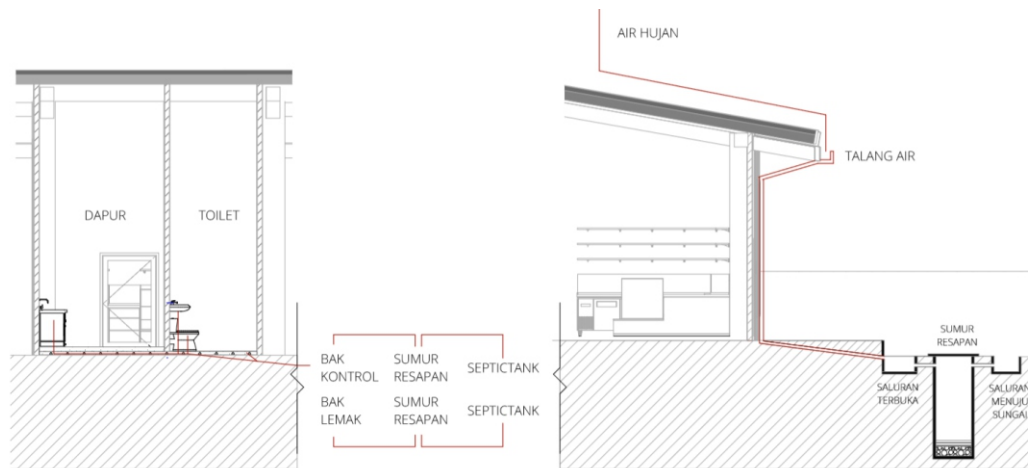 AIR HUJAN
TALANG AIR
DAPUR
TOILET
BAK
KONTROL
SUMUR
RESAPAN
SEPTICTANK
BAK
LEMAK
SUMUR
RESAPAN
SEPTICTANK
SUMUR
RESAPAN
SALURAN
TERBUKA
SALURAN
MENUJU
SUNGAI